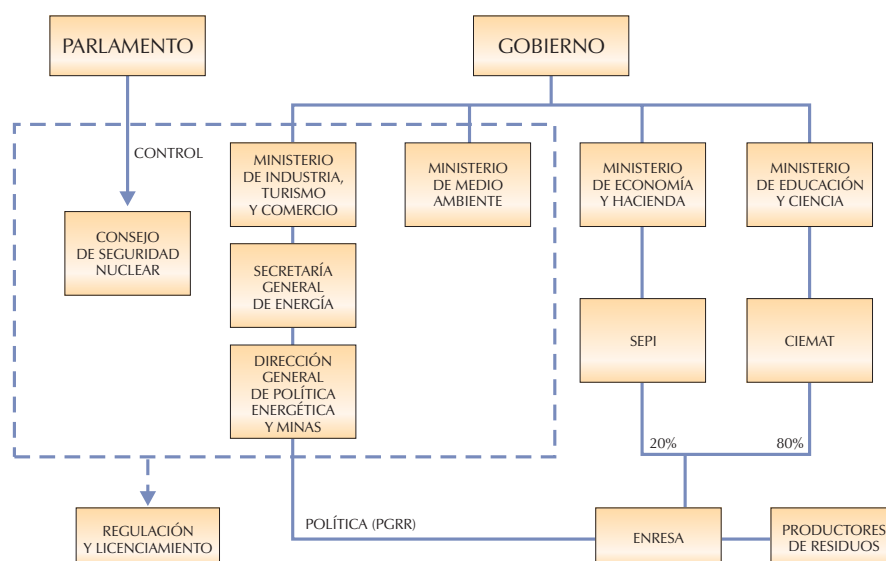 PARLAMENTO
GOBIERNO
CONTROL
MINISTERIO
DE INDUSTRIA,
TURISMO
Y COMERCIO
MINISTERIO
DE MEDIO
AMBIENTE
MINISTERIO
DE ECONOMÍA
Y HACIENDA
MINISTERIO
DE EDUCACIÓN
Y CIENCIA
CONSEJO
DE SEGURIDAD
NUCLEAR
SECRETARÍA
GENERAL
DE ENERGÍA
SEPI
CIEMAT
DIRECCIÓN
GENERAL
DE POLÍTICA
ENERGÉTICA
Y MINAS
20%
80%
REGULACIÓN
Y LICENCIAMIENTO
POLÍTICA (PGRR)
ENRESA
PRODUCTORES
DE RESIDUOS